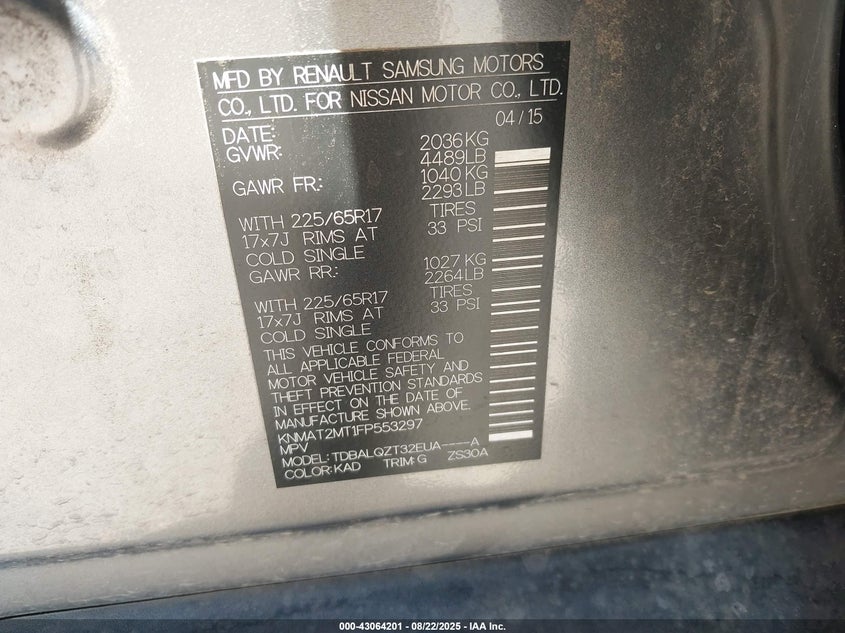 MFD BY RENAULT SAMSUNG MOTORS
CO., LTD. FOR NISSAN MOTOR CO., LTD.
DATE: 04/15
GVWR: 2036KG
4489LB
GAWR FR.: 1040 KG
2293LB
WITH 225/65R17 TIRES
17x7J RIMS AT 33 PSI
COLD SINGLE
GAWR RR.: 1027 KG
2264LB
WITH 225/65R17 TIRES
17x7J RIMS AT 33 PSI
COLD SINGLE
THIS VEHICLE CONFORMS TO
ALL APPLICABLE FEDERAL
MOTOR VEHICLE SAFETY AND
THEFT PREVENTION STANDARDS
IN EFFECT ON THE DATE OF
MANUFACTURE SHOWN ABOVE.
KNMAT2MT1FP553297
MPV
MODEL: TDBALQZT32EUA----A
COLOR: KAD TRIM: G ZS30A
000-43064201 - 08/22/2025 - IAA Inc.